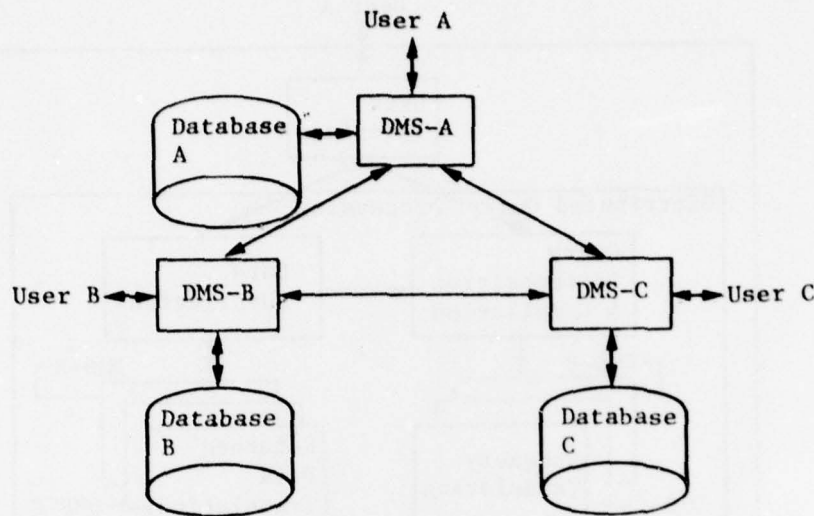 User A
Database
A
DMS-A
User B
DMS-B
DMS-C
User C
Database
B
Database
C